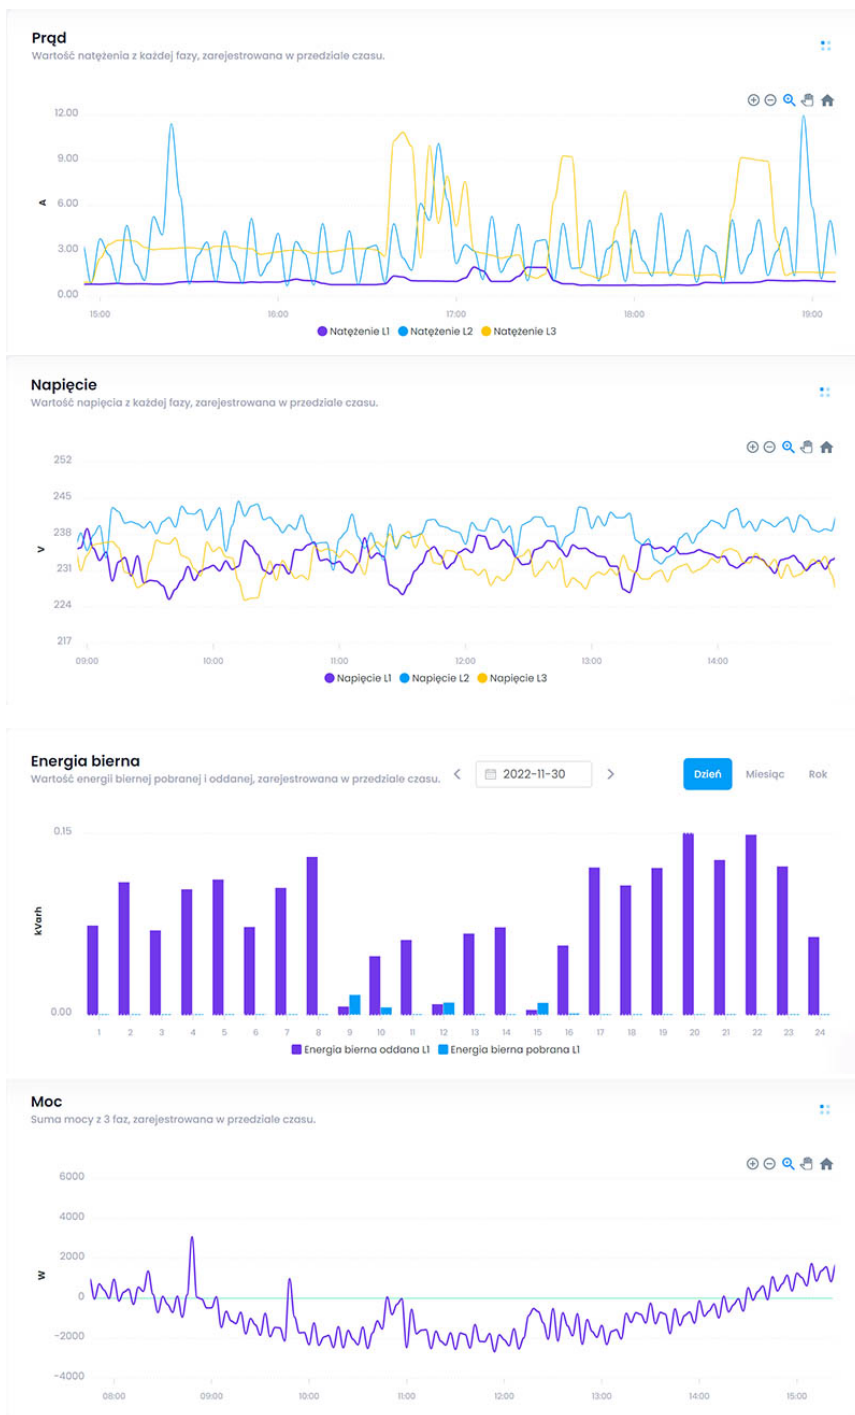 Prąd
Wartość natężenia z każdej fazy, zarejestrowana w przedziale czasu.
12.00
9.00
6.00
3.00
0.00
A
15:00 16:00 17:00 18:00 19:00
Natężenie L1 Natężenie L2 Natężenie L3
Napięcie
Wartość napięcia z każdej fazy, zarejestrowana w przedziale czasu.
252
245
238
231
224
217
V
09:00 10:00 11:00 12:00 13:00 14:00
Napięcie L1 Napięcie L2 Napięcie L3
Energia bierna
Wartość energii biernej pobranej i oddanej, zarejestrowana w przedziale czasu.
2022-11-30
Dzień Miesiąc Rok
0.15
kVarh
0.00
1 2 3 4 5 6 7 8 9 10 11 12 13 14 15 16 17 18 19 20 21 22 23 24
Energia bierna oddana L1 Energia bierna pobrana L1
Moc
Suma mocy z 3 faz, zarejestrowana w przedziale czasu.
6000
4000
2000
0
-2000
-4000
W
08:00 09:00 10:00 11:00 12:00 13:00 14:00 15:00